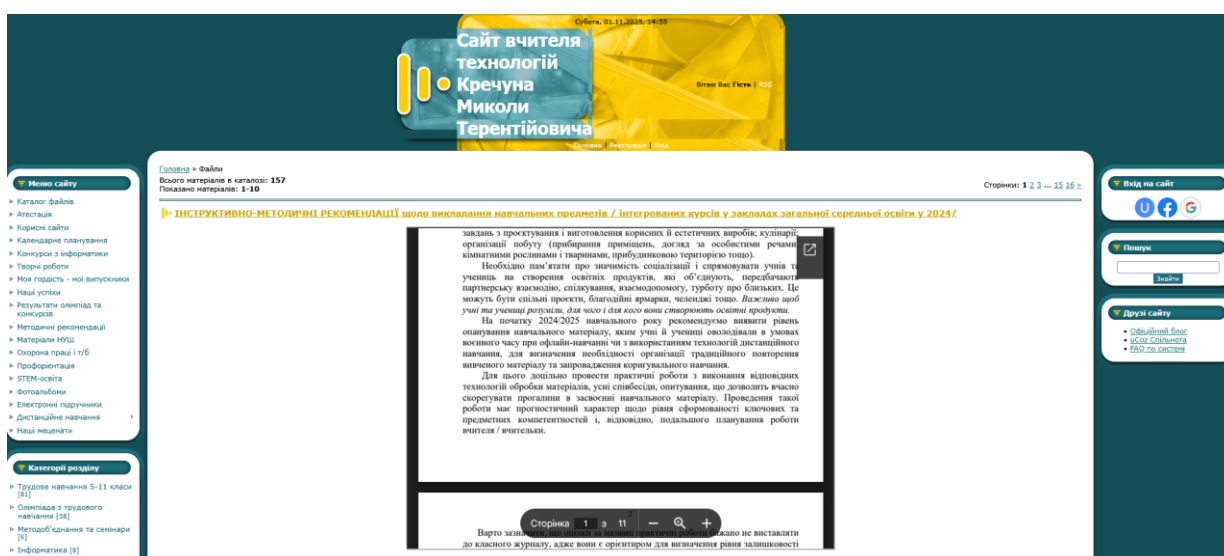 Субота, 01.11.2025, 14:55
Сайт вчителя
технологій
Кречуна
Миколи
Терентійовича
Вітаю Вас Гість | RSS
Головна | Реєстрація | Вхід
Меню сайту
Каталог файлів
Атестація
Корисні сайти
Календарне планування
Конкурси з інформатики
Творчі роботи
Моя гордість - мої випускники
Наші успіхи
Результати олімпіад та
конкурсів
Методичні рекомендації
Матеріали НУШ
Охорона праці і т/б
Профорієнтація
STEM-освіта
Фотоальбоми
Електронні підручники
Дистанційне навчання
Наші меценати
Категорії розділу
Трудове навчання 5-11 класи
[81]
Олімпіада з трудового
навчання [38]
Методоб'єднання та семінари
[6]
Інформатика [8]
Головна » Файли
Всього матеріалів в каталозі: 157
Показано матеріалів: 1-10
Сторінки: 1 2 3 ... 15 16 »
ІНСТРУКТИВНО-МЕТОДИЧНІ РЕКОМЕНДАЦІЇ щодо викладання навчальних предметів / інтегрованих курсів у закладах загальної середньої освіти у 2024/
завдань з проєктування і виготовлення корисних й естетичних виробів; кулінарії;
організації побуту (прибирання приміщень, догляд за особистими речами,
кімнатними рослинами і тваринами, прибудинковою територією тощо).
Необхідно пам’ятати про значимість соціалізації і спрямовувати учнів та
учениць на створення освітніх продуктів, які об’єднують, передбачають
партнерську взаємодію, спілкування, взаємодопомогу, турботу про близьких. Це
можуть бути спільні проєкти, благодійні ярмарки, челенджі тощо. Важливо щоб
учні та учениці розуміли, для чого і для кого вони створюють освітні продукти.
На початку 2024/2025 навчального року рекомендуємо виявити рівень
опанування навчального матеріалу, яким учні й учениці оволодівали в умовах
воєнного часу при офлайн-навчанні чи з використанням технологій дистанційного
навчання, для визначення необхідності організації традиційного повторення
вивченого матеріалу та запровадження коригувального навчання.
Для цього доцільно провести практичні роботи з виконання відповідних
технологій обробки матеріалів, усні співбесіди, опитування, що дозволить вчасно
скорегувати прогалини в засвоєнні навчального матеріалу. Проведення такої
роботи має прогностичний характер щодо рівня сформованості ключових та
предметних компетентностей і, відповідно, подальшого планування роботи
вчителя / вчительки.
2
Сторінка 1 з 11
Варто зазначити, що оцінки за названі практичні роботи бажано не виставляти
до класного журналу, адже вони є орієнтиром для визначення рівня залишковості
Вхід на сайт
Пошук
Знайти
Друзі сайту
Офіційний блог
uCoz Спільнота
FAQ по системі